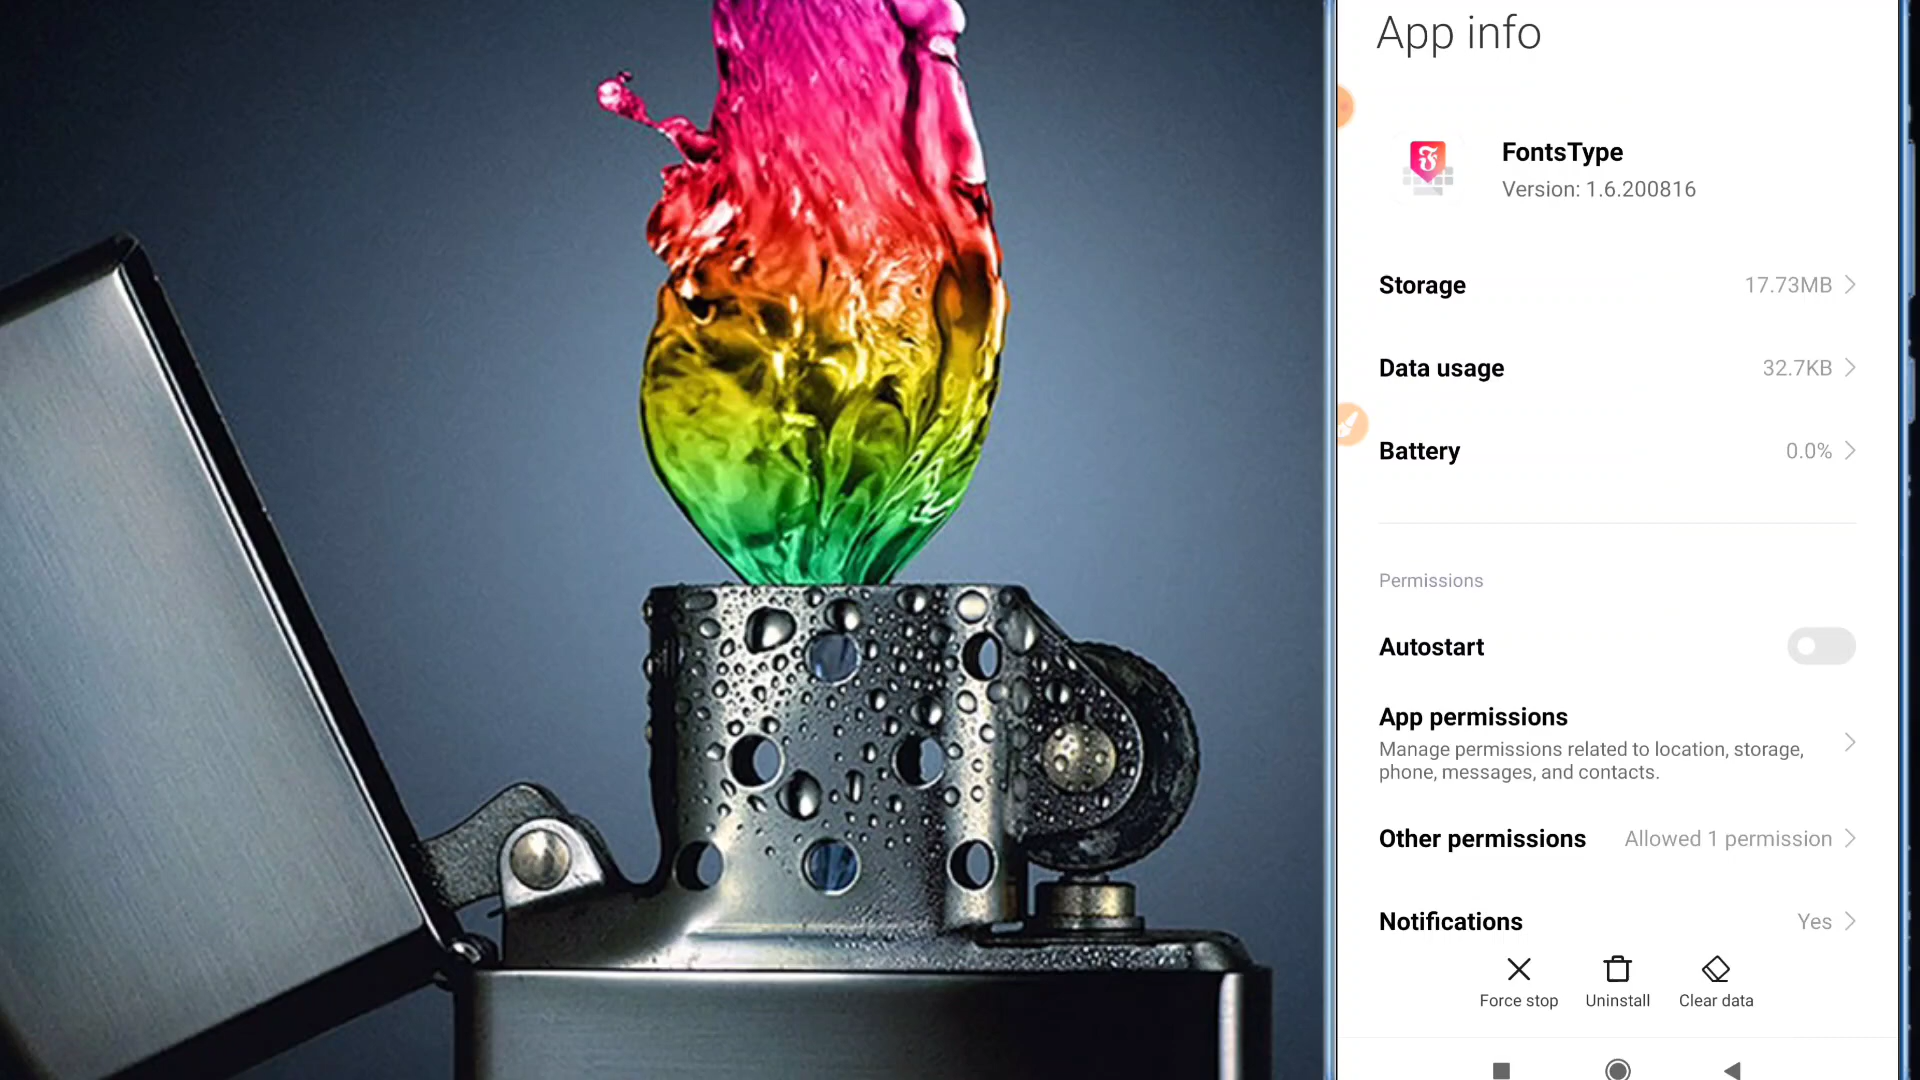 App info
FontsType
Version: 1.6.200816
Storage 17.73MB
Data usage 32.7KB
Battery 0.0%
Permissions
Autostart
App permissions
Manage permissions related to location, storage,
phone, messages, and contacts.
Other permissions Allowed 1 permission
Notifications Yes
Force stop Uninstall Clear data